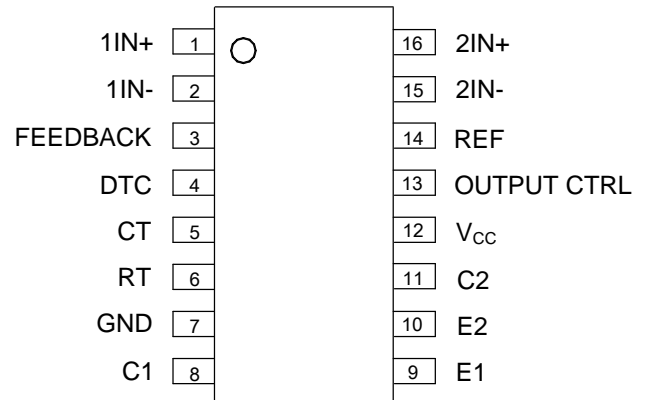 1IN+ 1 16 2IN+
1IN- 2 15 2IN-
FEEDBACK 3 14 REF
DTC 4 13 OUTPUT CTRL
CT 5 12 VCC
RT 6 11 C2
GND 7 10 E2
C1 8 9 E1